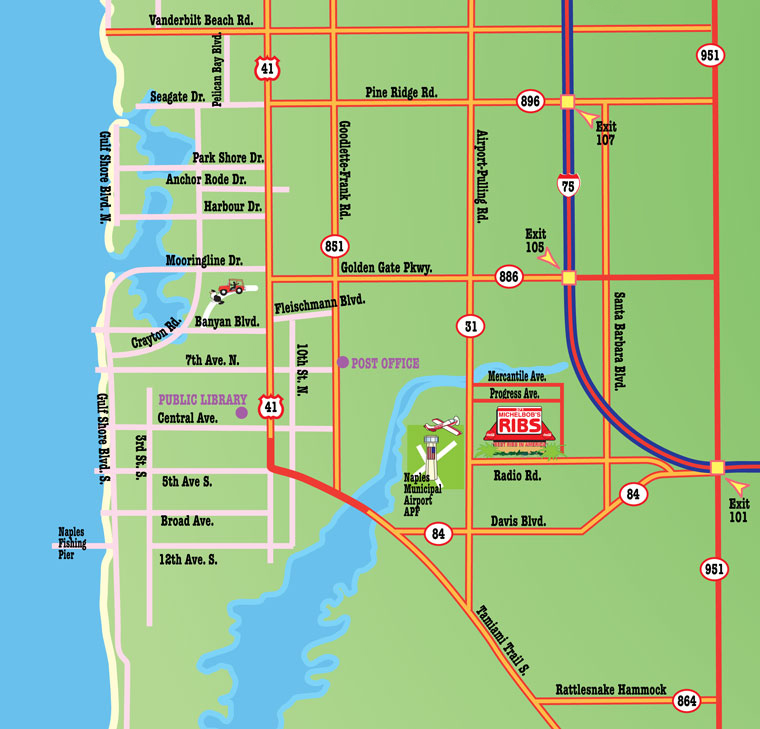 Vanderbilt Beach Rd.
951
Pelican Bay Blvd.
41
Seagate Dr.
Pine Ridge Rd.
896
Exit
107
Gulf Shore Blvd. N.
Goodlette-Frank Rd.
Airport-Pulling Rd.
Park Shore Dr.
Anchor Rode Dr.
75
Harbour Dr.
851
Exit
105
Mooringline Dr.
Golden Gate Pkwy.
886
Fleischmann Blvd.
Crayton Rd.
Banyan Blvd.
31
Santa Barbara Blvd.
7th Ave. N.
10th St. N.
POST OFFICE
Mercantile Ave.
Progress Ave.
PUBLIC LIBRARY
Central Ave.
41
MICHELBOB'S
RIBS
BEST RIBS IN AMERICA
Gulf Shore Blvd. S.
3rd St. S.
5th Ave S.
Naples
Municipal
Airport
APF
Radio Rd.
84
Exit
101
Broad Ave.
84
Davis Blvd.
Naples
Fishing
Pier
12th Ave. S.
951
Tamiami Trail S.
Rattlesnake Hammock
864